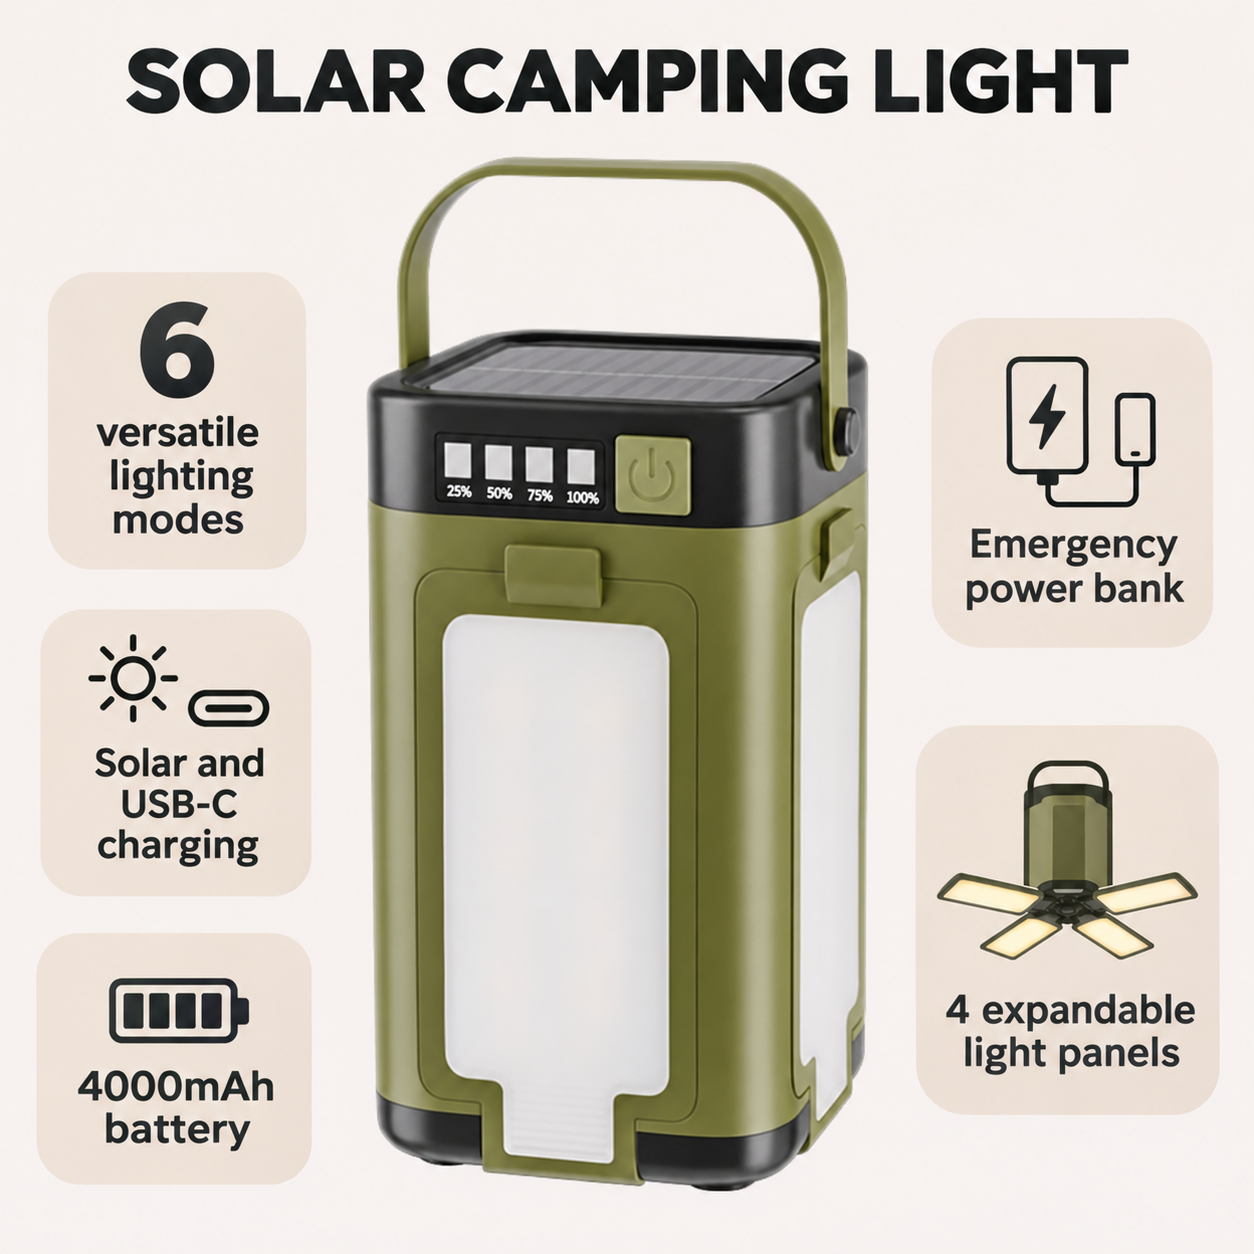 SOLAR CAMPING LIGHT
6
versatile
lighting
modes
Solar and
USB-C
charging
4000mAh
battery
25% 50% 75% 100%
Emergency
power bank
4 expandable
light panels